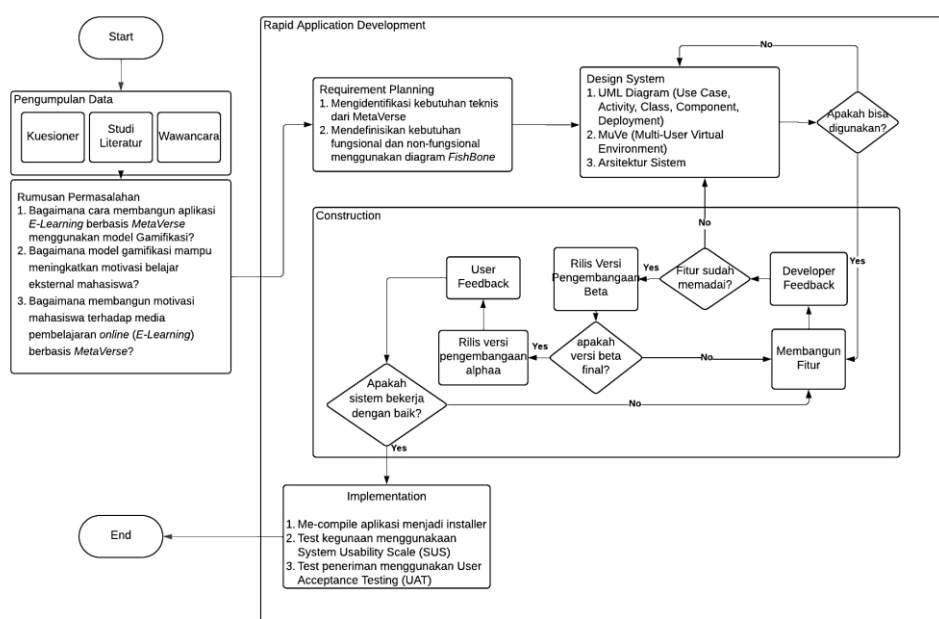 Start
Pengumpulan Data
Kuesioner
Studi
Literatur
Wawancara
Rumusan Permasalahan
1. Bagaimana cara membangun aplikasi
E-Learning berbasis MetaVerse
menggunakan model Gamifikasi?
2. Bagaimana model gamifikasi mampu
meningkatkan motivasi belajar
eksternal mahasiswa?
3. Bagaimana membangun motivasi
mahasiswa terhadap media
pembelajaran online (E-Learning)
berbasis MetaVerse?
Rapid Application Development
Requirement Planning
1. Mengidentifikasi kebutuhan teknis
dari MetaVerse
2. Mendefinisikan kebutuhan
fungsional dan non-fungsional
menggunakan diagram FishBone
Design System
1. UML Diagram (Use Case,
Activity, Class, Component,
Deployment)
2. MuVe (Multi-User Virtual
Environment)
3. Arsitektur Sistem
No
Apakah bisa
digunakan?
Yes
Construction
No
User
Feedback
Rilis Versi
Pengembangaan
Beta
Yes
Fitur sudah
memadai?
Developer
Feedback
Rilis versi
pengembangaan
alphaa
Yes
apakah
versi beta
final?
No
Membangun
Fitur
Apakah
sistem bekerja
dengan baik?
No
Yes
Implementation
1. Me-compile aplikasi menjadi installer
2. Test kegunaan menggunakaan
System Usability Scale (SUS)
3. Test peneriman menggunakan User
Acceptance Testing (UAT)
End